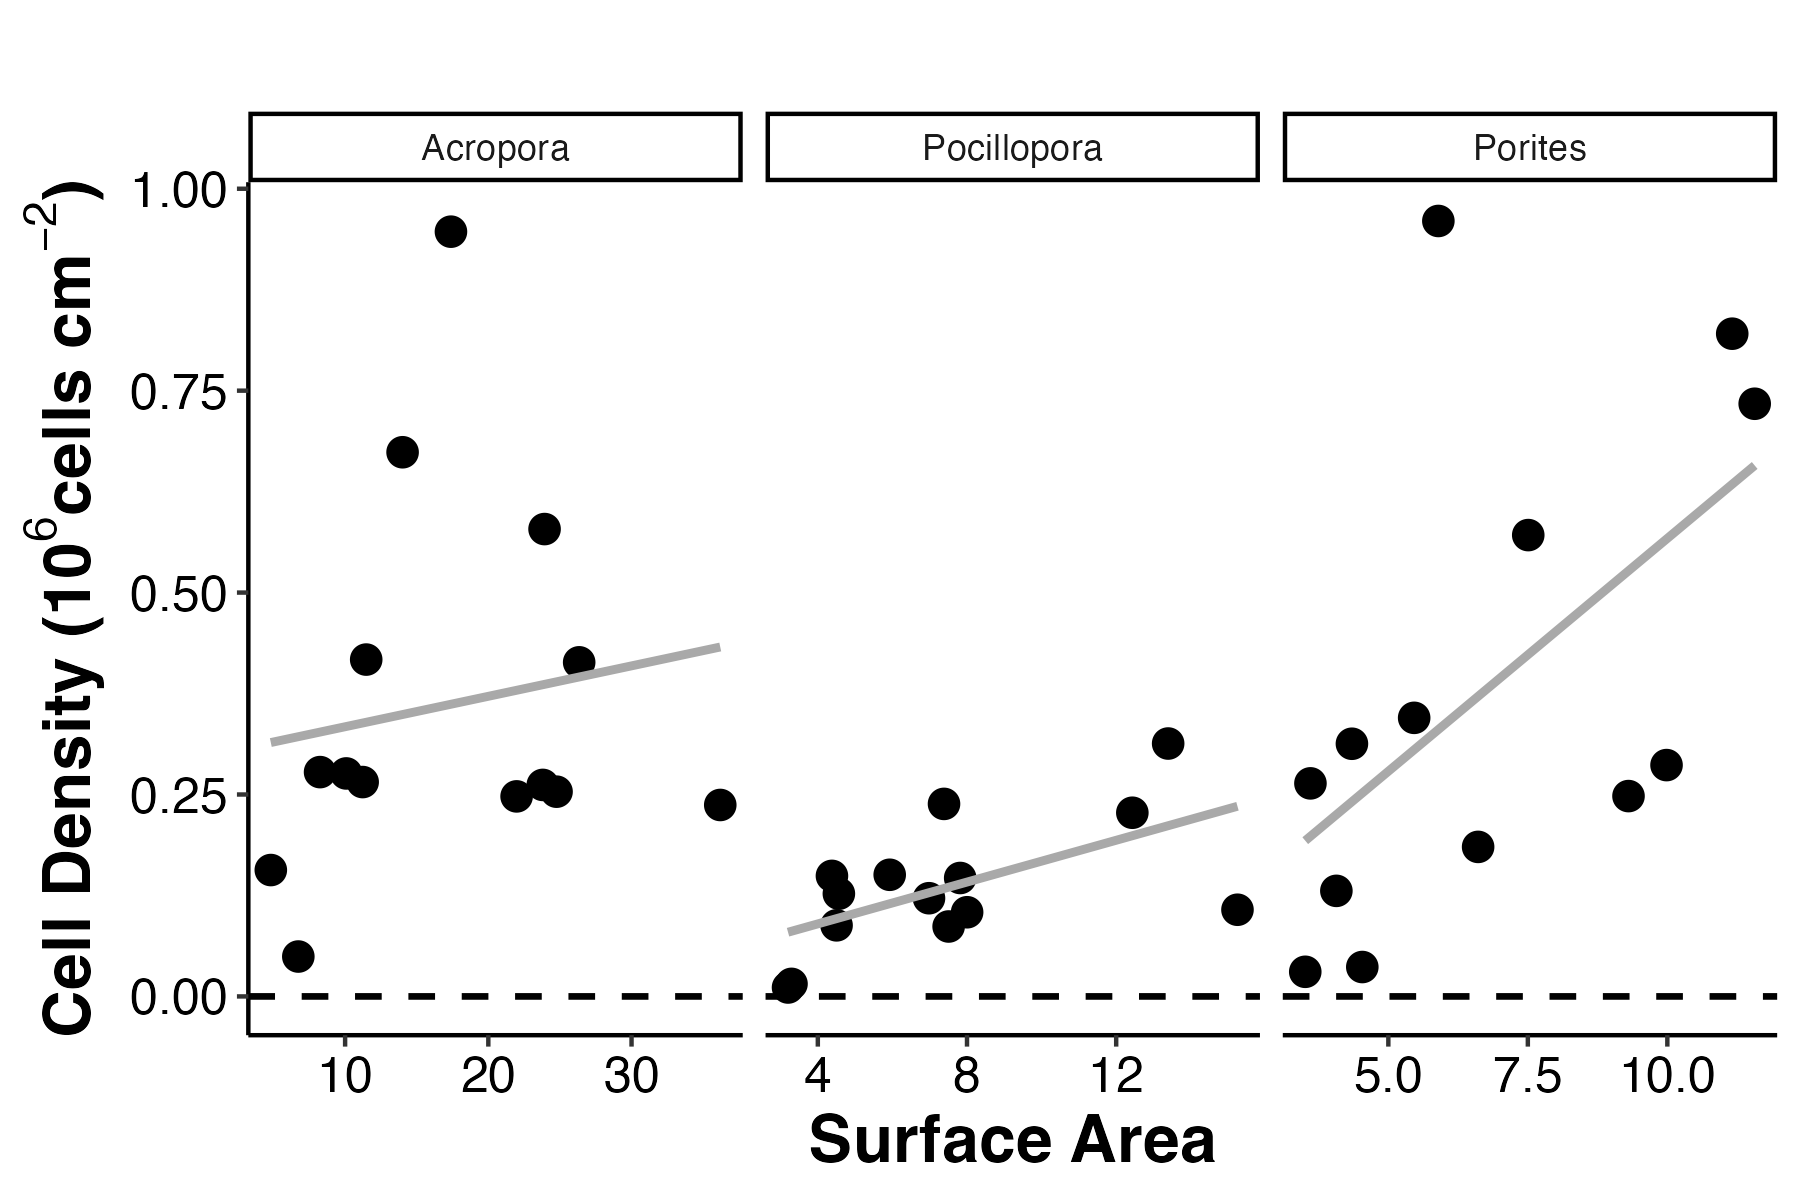 Acropora
Pocillopora
Porites
Cell Density (10⁶cells cm⁻²)
1.00
0.75
0.50
0.25
0.00
10 20 30
4 8 12
5.0 7.5 10.0
Surface Area